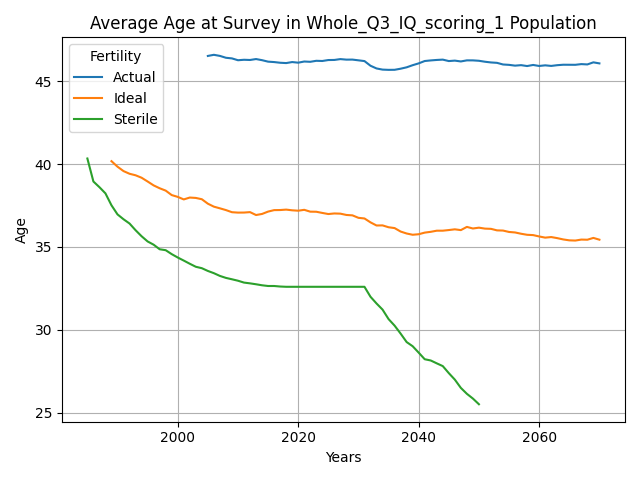 Average Age at Survey in Whole_Q3_IQ_scoring_1 Population
Fertility
Actual
Ideal
Sterile
45
40
35
30
25
Age
2000
2020
2040
2060
Years